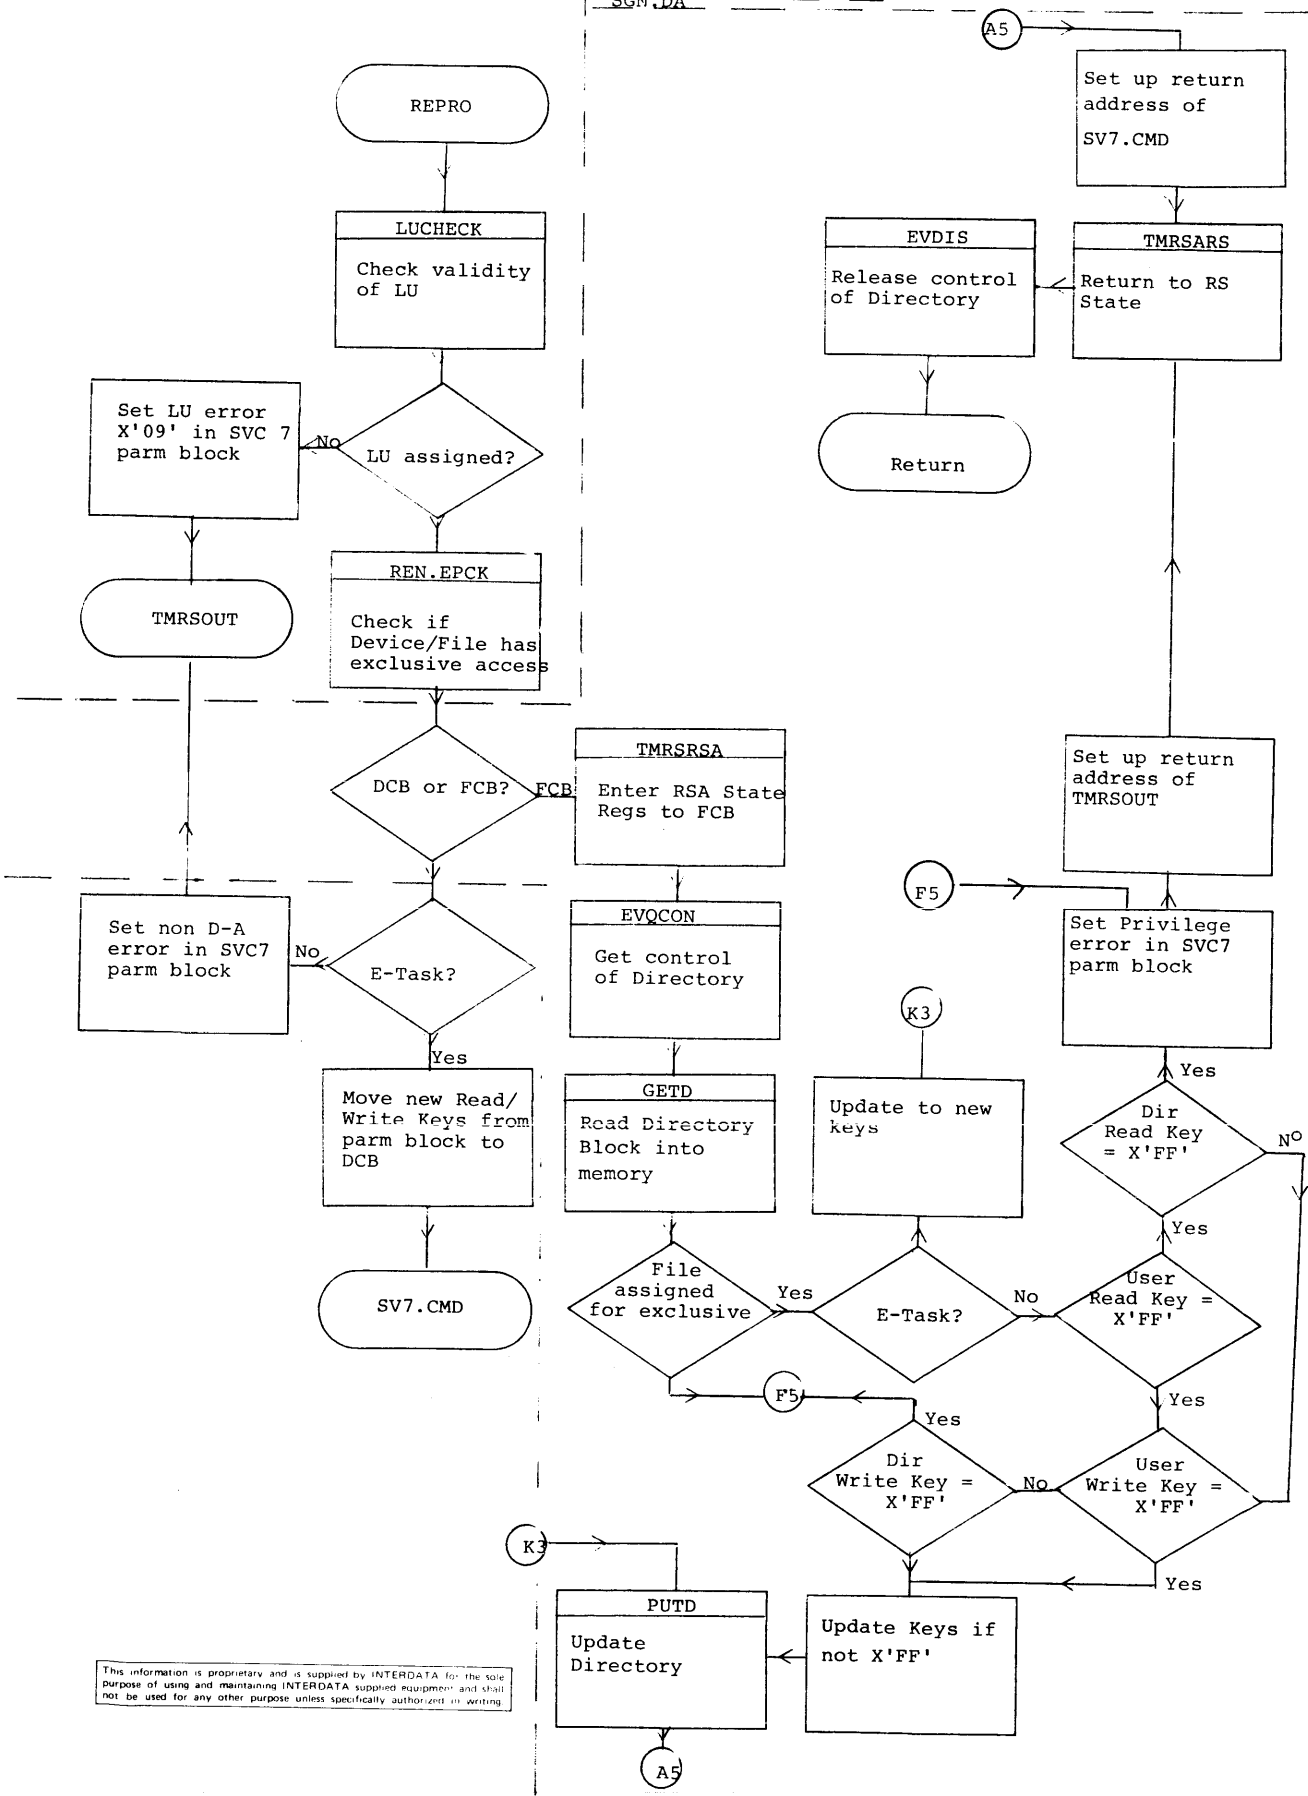 SGM.DA
A5
Set up return
address of
SV7.CMD
REPRO
LUCHECK
Check validity
of LU
EVDIS
Release control
of Directory
TMRSARS
Return to RS
State
Set LU error
X'09' in SVC 7
parm block
No
LU assigned?
Return
REN.EPCK
Check if
Device/File has
exclusive access
TMRSOUT
DCB or FCB?
FCB
TMRSRSA
Enter RSA State
Regs to FCB
Set up return
address of
TMRSOUT
F5
Set Privilege
error in SVC7
parm block
Set non D-A
error in SVC7
parm block
No
E-Task?
Yes
EVQCON
Get control
of Directory
K3
Yes
Move new Read/
Write Keys from
parm block to
DCB
GETD
Read Directory
Block into
memory
Update to new
keys
Dir
Read Key
= X'FF'
No
Yes
SV7.CMD
File
assigned
for exclusive
Yes
E-Task?
No
User
Read Key =
X'FF'
Yes
F5
Yes
Dir
Write Key =
X'FF'
No
User
Write Key =
X'FF'
Yes
K3
PUTD
Update
Directory
Update Keys if
not X'FF'
A5
This information is proprietary and is supplied by INTERDATA for the sole
purpose of using and maintaining INTERDATA supplied equipment and shall
not be used for any other purpose unless specifically authorized in writing.